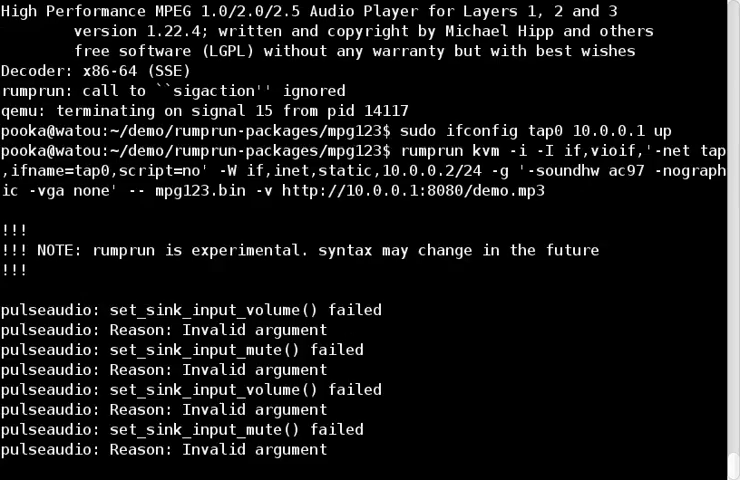 High Performance MPEG 1.0/2.0/2.5 Audio Player for Layers 1, 2 and 3
version 1.22.4; written and copyright by Michael Hipp and others
free software (LGPL) without any warranty but with best wishes
Decoder: x86-64 (SSE)
rumprun: call to ``sigaction'' ignored
qemu: terminating on signal 15 from pid 14117
pooka@watou:~/demo/rumprun-packages/mpg123$ sudo ifconfig tap0 10.0.0.1 up
pooka@watou:~/demo/rumprun-packages/mpg123$ rumprun kvm -i -I if,vioif,'-net tap
,ifname=tap0,script=no' -W if,inet,static,10.0.0.2/24 -g '-soundhw ac97 -nograph
ic -vga none' -- mpg123.bin -v http://10.0.0.1:8080/demo.mp3
!!!
!!! NOTE: rumprun is experimental. syntax may change in the future
!!!
pulseaudio: set_sink_input_volume() failed
pulseaudio: Reason: Invalid argument
pulseaudio: set_sink_input_mute() failed
pulseaudio: Reason: Invalid argument
pulseaudio: set_sink_input_volume() failed
pulseaudio: Reason: Invalid argument
pulseaudio: set_sink_input_mute() failed
pulseaudio: Reason: Invalid argument